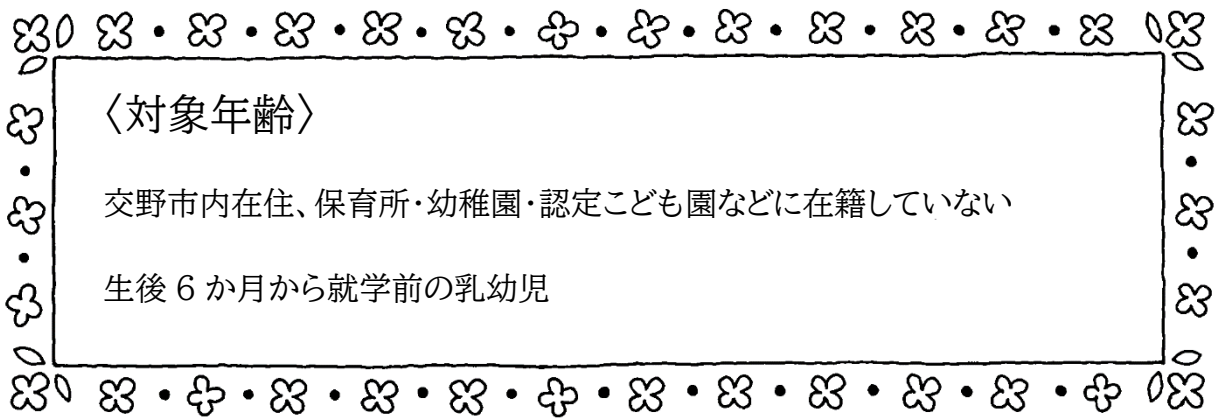 〈対象年齢〉
交野市内在住、保育所・幼稚園・認定こども園などに在籍していない
生後 6 か月から就学前の乳幼児